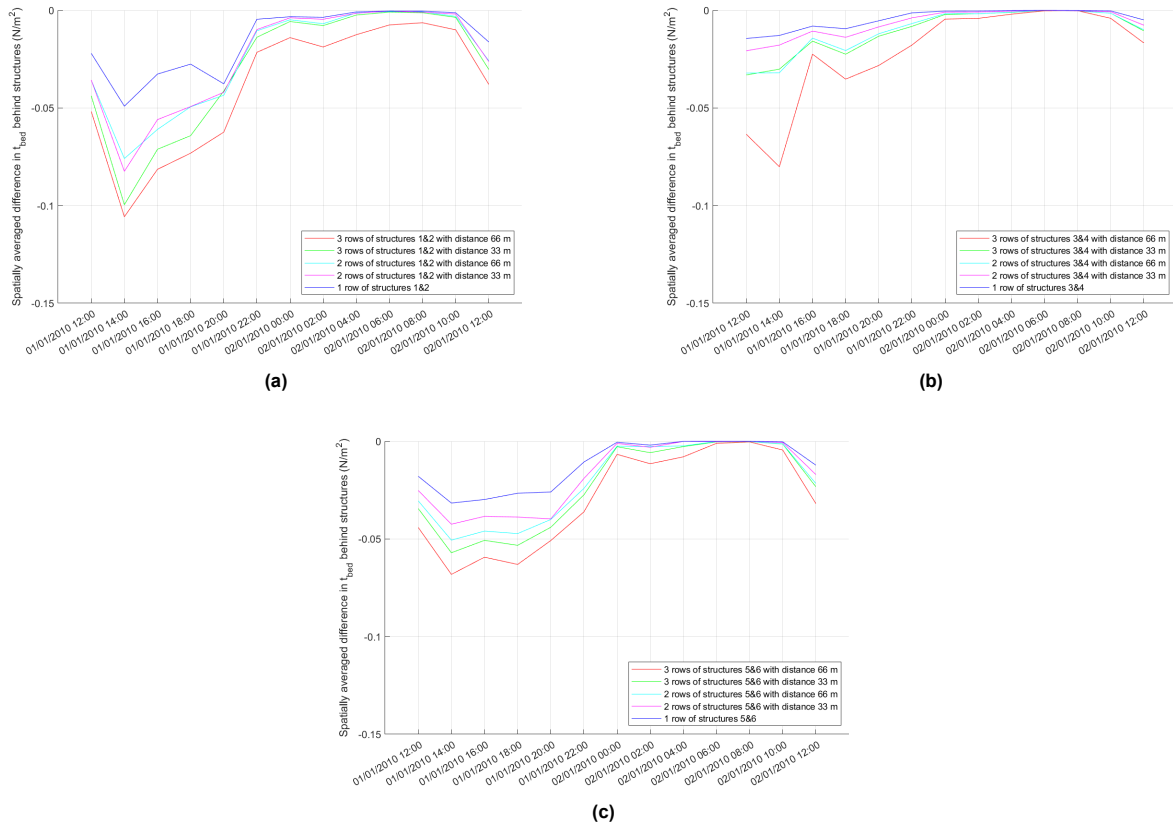 Spatially averaged difference in t_bed behind structures (N/m²)
0
-0.05
-0.1
-0.15
3 rows of structures 1&2 with distance 66 m
3 rows of structures 1&2 with distance 33 m
2 rows of structures 1&2 with distance 66 m
2 rows of structures 1&2 with distance 33 m
1 row of structures 1&2
01/01/2010 12:00
01/01/2010 14:00
01/01/2010 16:00
01/01/2010 18:00
01/01/2010 20:00
01/01/2010 22:00
02/01/2010 00:00
02/01/2010 02:00
02/01/2010 04:00
02/01/2010 06:00
02/01/2010 08:00
02/01/2010 10:00
02/01/2010 12:00
(a)
Spatially averaged difference in t_bed behind structures (N/m²)
0
-0.05
-0.1
-0.15
3 rows of structures 3&4 with distance 66 m
3 rows of structures 3&4 with distance 33 m
2 rows of structures 3&4 with distance 66 m
2 rows of structures 3&4 with distance 33 m
1 row of structures 3&4
01/01/2010 12:00
01/01/2010 14:00
01/01/2010 16:00
01/01/2010 18:00
01/01/2010 20:00
01/01/2010 22:00
02/01/2010 00:00
02/01/2010 02:00
02/01/2010 04:00
02/01/2010 06:00
02/01/2010 08:00
02/01/2010 10:00
02/01/2010 12:00
(b)
Spatially averaged difference in t_bed behind structures (N/m²)
0
-0.05
-0.1
-0.15
3 rows of structures 5&6 with distance 66 m
3 rows of structures 5&6 with distance 33 m
2 rows of structures 5&6 with distance 66 m
2 rows of structures 5&6 with distance 33 m
1 row of structures 5&6
01/01/2010 12:00
01/01/2010 14:00
01/01/2010 16:00
01/01/2010 18:00
01/01/2010 20:00
01/01/2010 22:00
02/01/2010 00:00
02/01/2010 02:00
02/01/2010 04:00
02/01/2010 06:00
02/01/2010 08:00
02/01/2010 10:00
02/01/2010 12:00
(c)